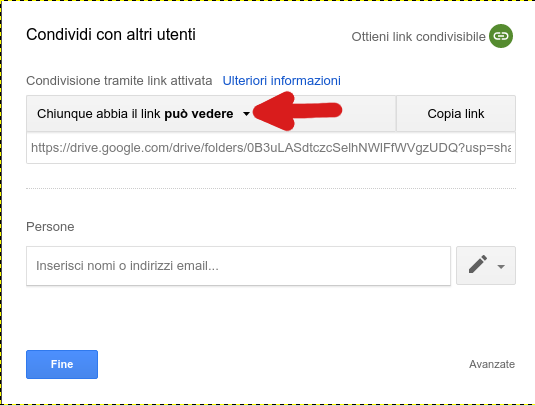 Condividi con altri utenti
Ottieni link condivisibile
Condivisione tramite link attivata Ulteriori informazioni
Chiunque abbia il link può vedere
Copia link
https://drive.google.com/drive/folders/0B3uLASdtczcSelhNWlFfWVgzUDQ?usp=sha
Persone
Inserisci nomi o indirizzi email...
Fine
Avanzate